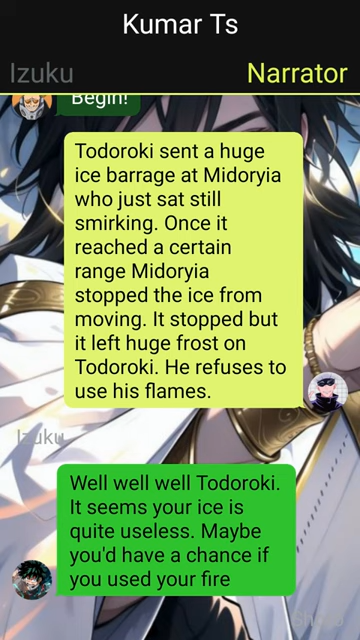 Kumar Ts
Izuku
Narrator
Begin!
Todoroki sent a huge
ice barrage at Midoryia
who just sat still
smirking. Once it
reached a certain
range Midoryia
stopped the ice from
moving. It stopped but
it left huge frost on
Todoroki. He refuses to
use his flames.
Izuku
Well well well Todoroki.
It seems your ice is
quite useless. Maybe
you'd have a chance if
you used your fire